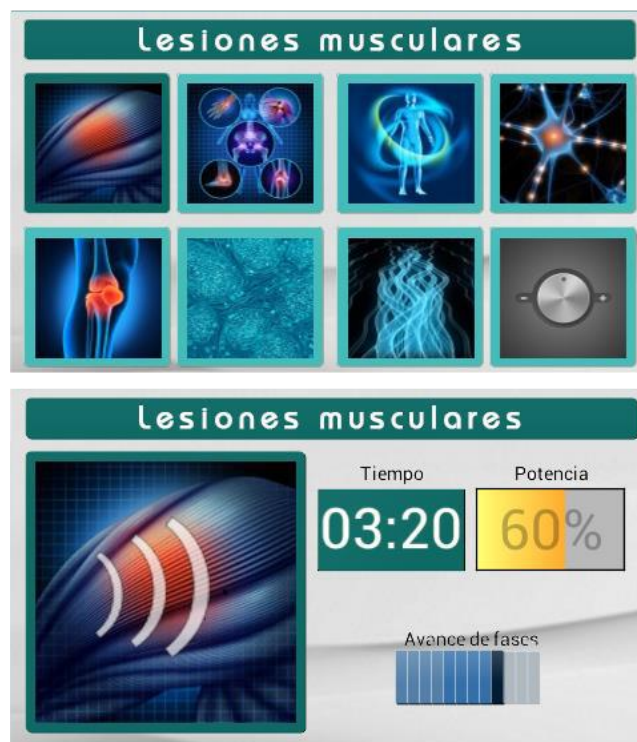 Lesiones musculares
Lesiones musculares
Tiempo
Potencia
03:20
60%
Avance de fases